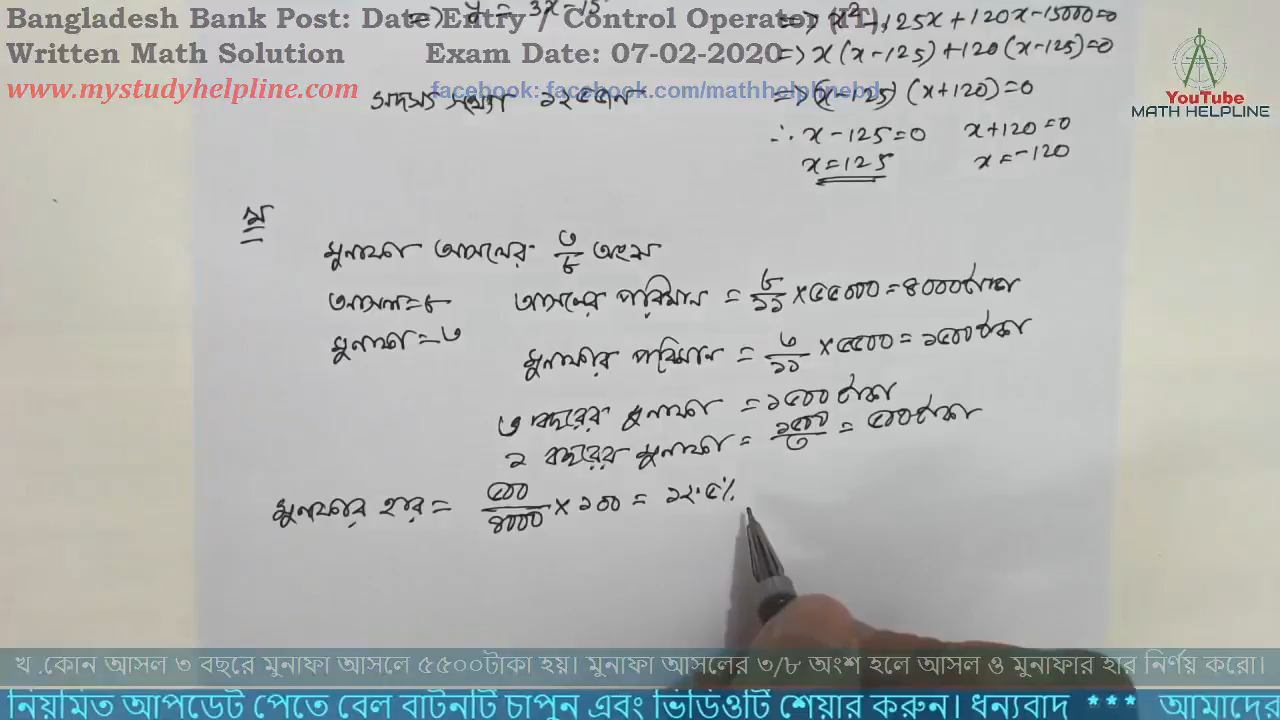 Bangladesh Bank Post: Date Entry / Control Operator (IT)
Written Math Solution Exam Date: 07-02-2020
www.mystudyhelpline.com facebook: facebook.com/mathhelplinebd
YouTube
MATH HELPLINE
=> y = 3x-15
সদস্য সংখ্যা ১২৫জন
=> x²-125x+120x-15000=0
=> x(x-125)+120(x-125)=0
=> (x-125)(x+120)=0
∴ x-125=0 x+120=0
x=125 x=-120
খ
মুনাফা আসলের ৩/৮ অংশ
আসল=৮ আসলের পরিমান = ৮/১১ × ৫৫০০ = ৪০০০টাকা
মুনাফা=৩ মুনাফার পরিমান = ৩/১১ × ৫৫০০ = ১৫০০টাকা
৩ বছরের মুনাফা = ১৫০০ টাকা
১ বছরের মুনাফা = ১৫০০/৩ = ৫০০টাকা
মুনাফার হার = ৫০০/৪০০০ × ১০০ = ১২.৫%
খ .কোন আসল ৩ বছরে মুনাফা আসলে ৫৫০০টাকা হয়। মুনাফা আসলের ৩/৮ অংশ হলে আসল ও মুনাফার হার নির্ণয় করো।
নিয়মিত আপডেট পেতে বেল বাটনটি চাপুন এবং ভিডিওটি শেয়ার করুন। ধন্যবাদ *** আমাদের